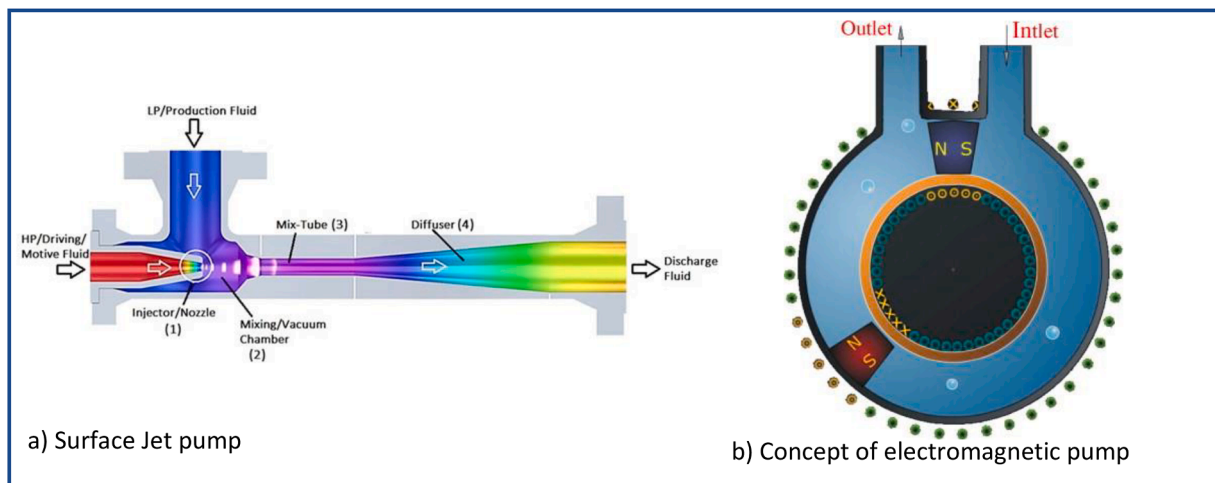 LP/Production Fluid
HP/Driving/
Motive Fluid
Injector/Nozzle
(1)
Mixing/Vacuum
Chamber
(2)
Mix-Tube (3)
Diffuser (4)
Discharge
Fluid
a) Surface Jet pump
Outlet
Intlet
N S
N
S
b) Concept of electromagnetic pump